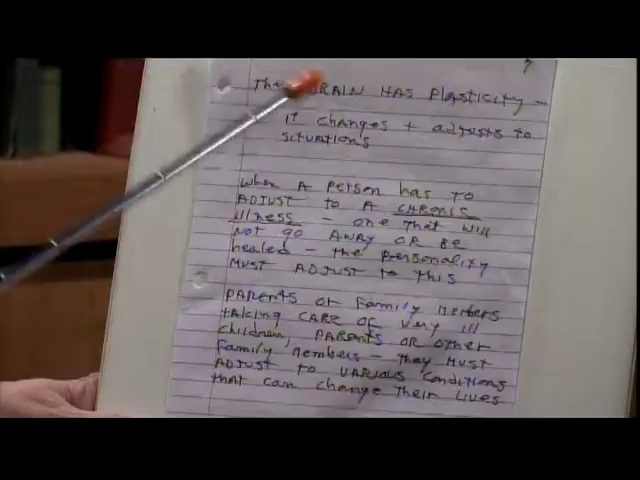 The BRAIN HAS Plasticity -
it changes + adjusts to
situations
When A person has to
ADJUST to A CHRONIC
illness - one that will
not go AWAY OR Be
healed - the personality
Must ADJUST to this
PARENTS or Family Members
taking CARE of very ill
children, PARENTS OR other
Family Members - they Must
ADJUST to VARIOUS Conditions
that can change Their Lives